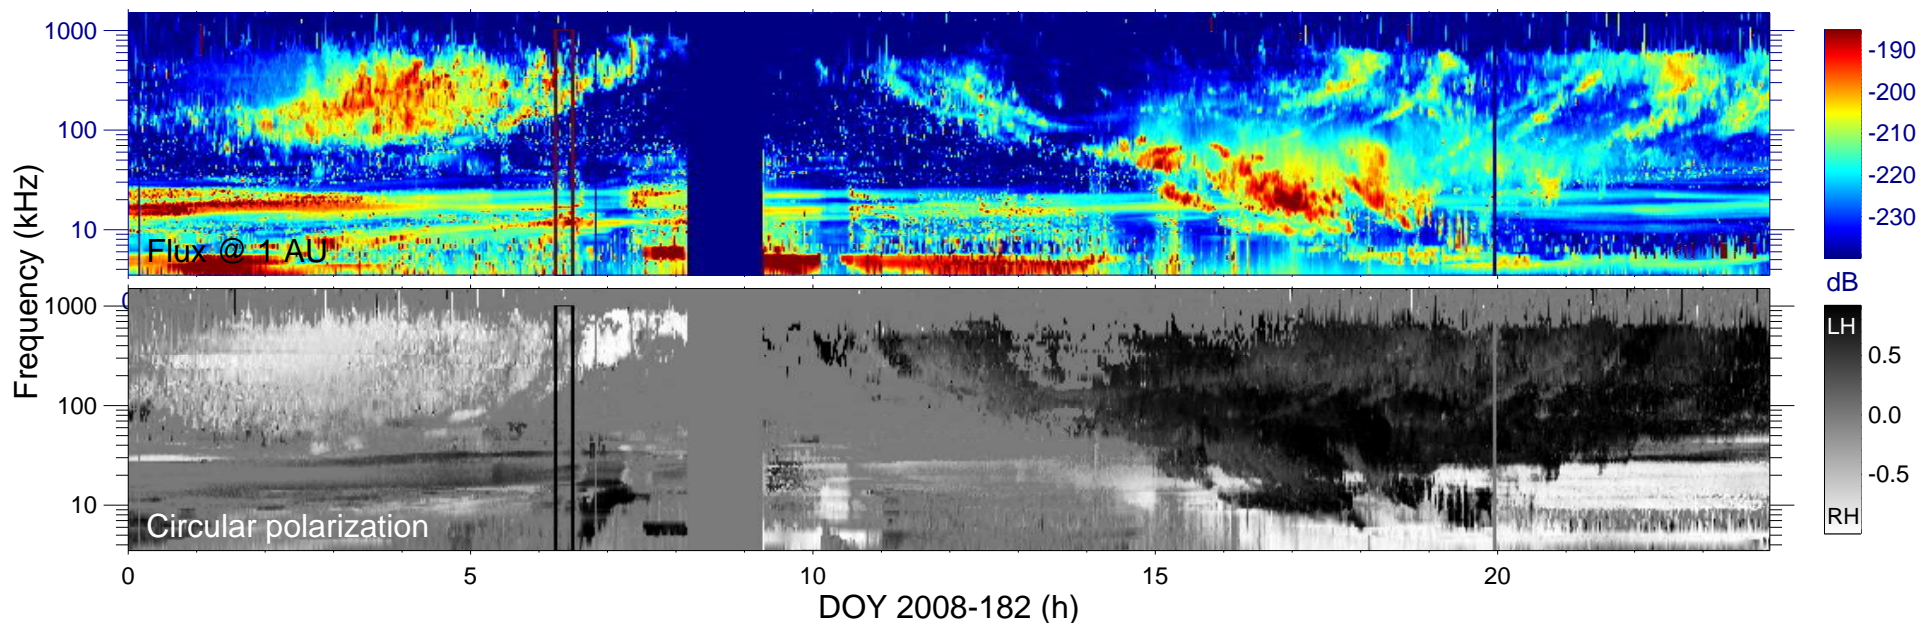 1000
100
10
Flux @ 1 AU
-190
-200
-210
-220
-230
dB
Frequency (kHz)
0
1000
100
10
Circular polarization
LH
0.5
0.0
-0.5
RH
0 5 10 15 20
DOY 2008-182 (h)